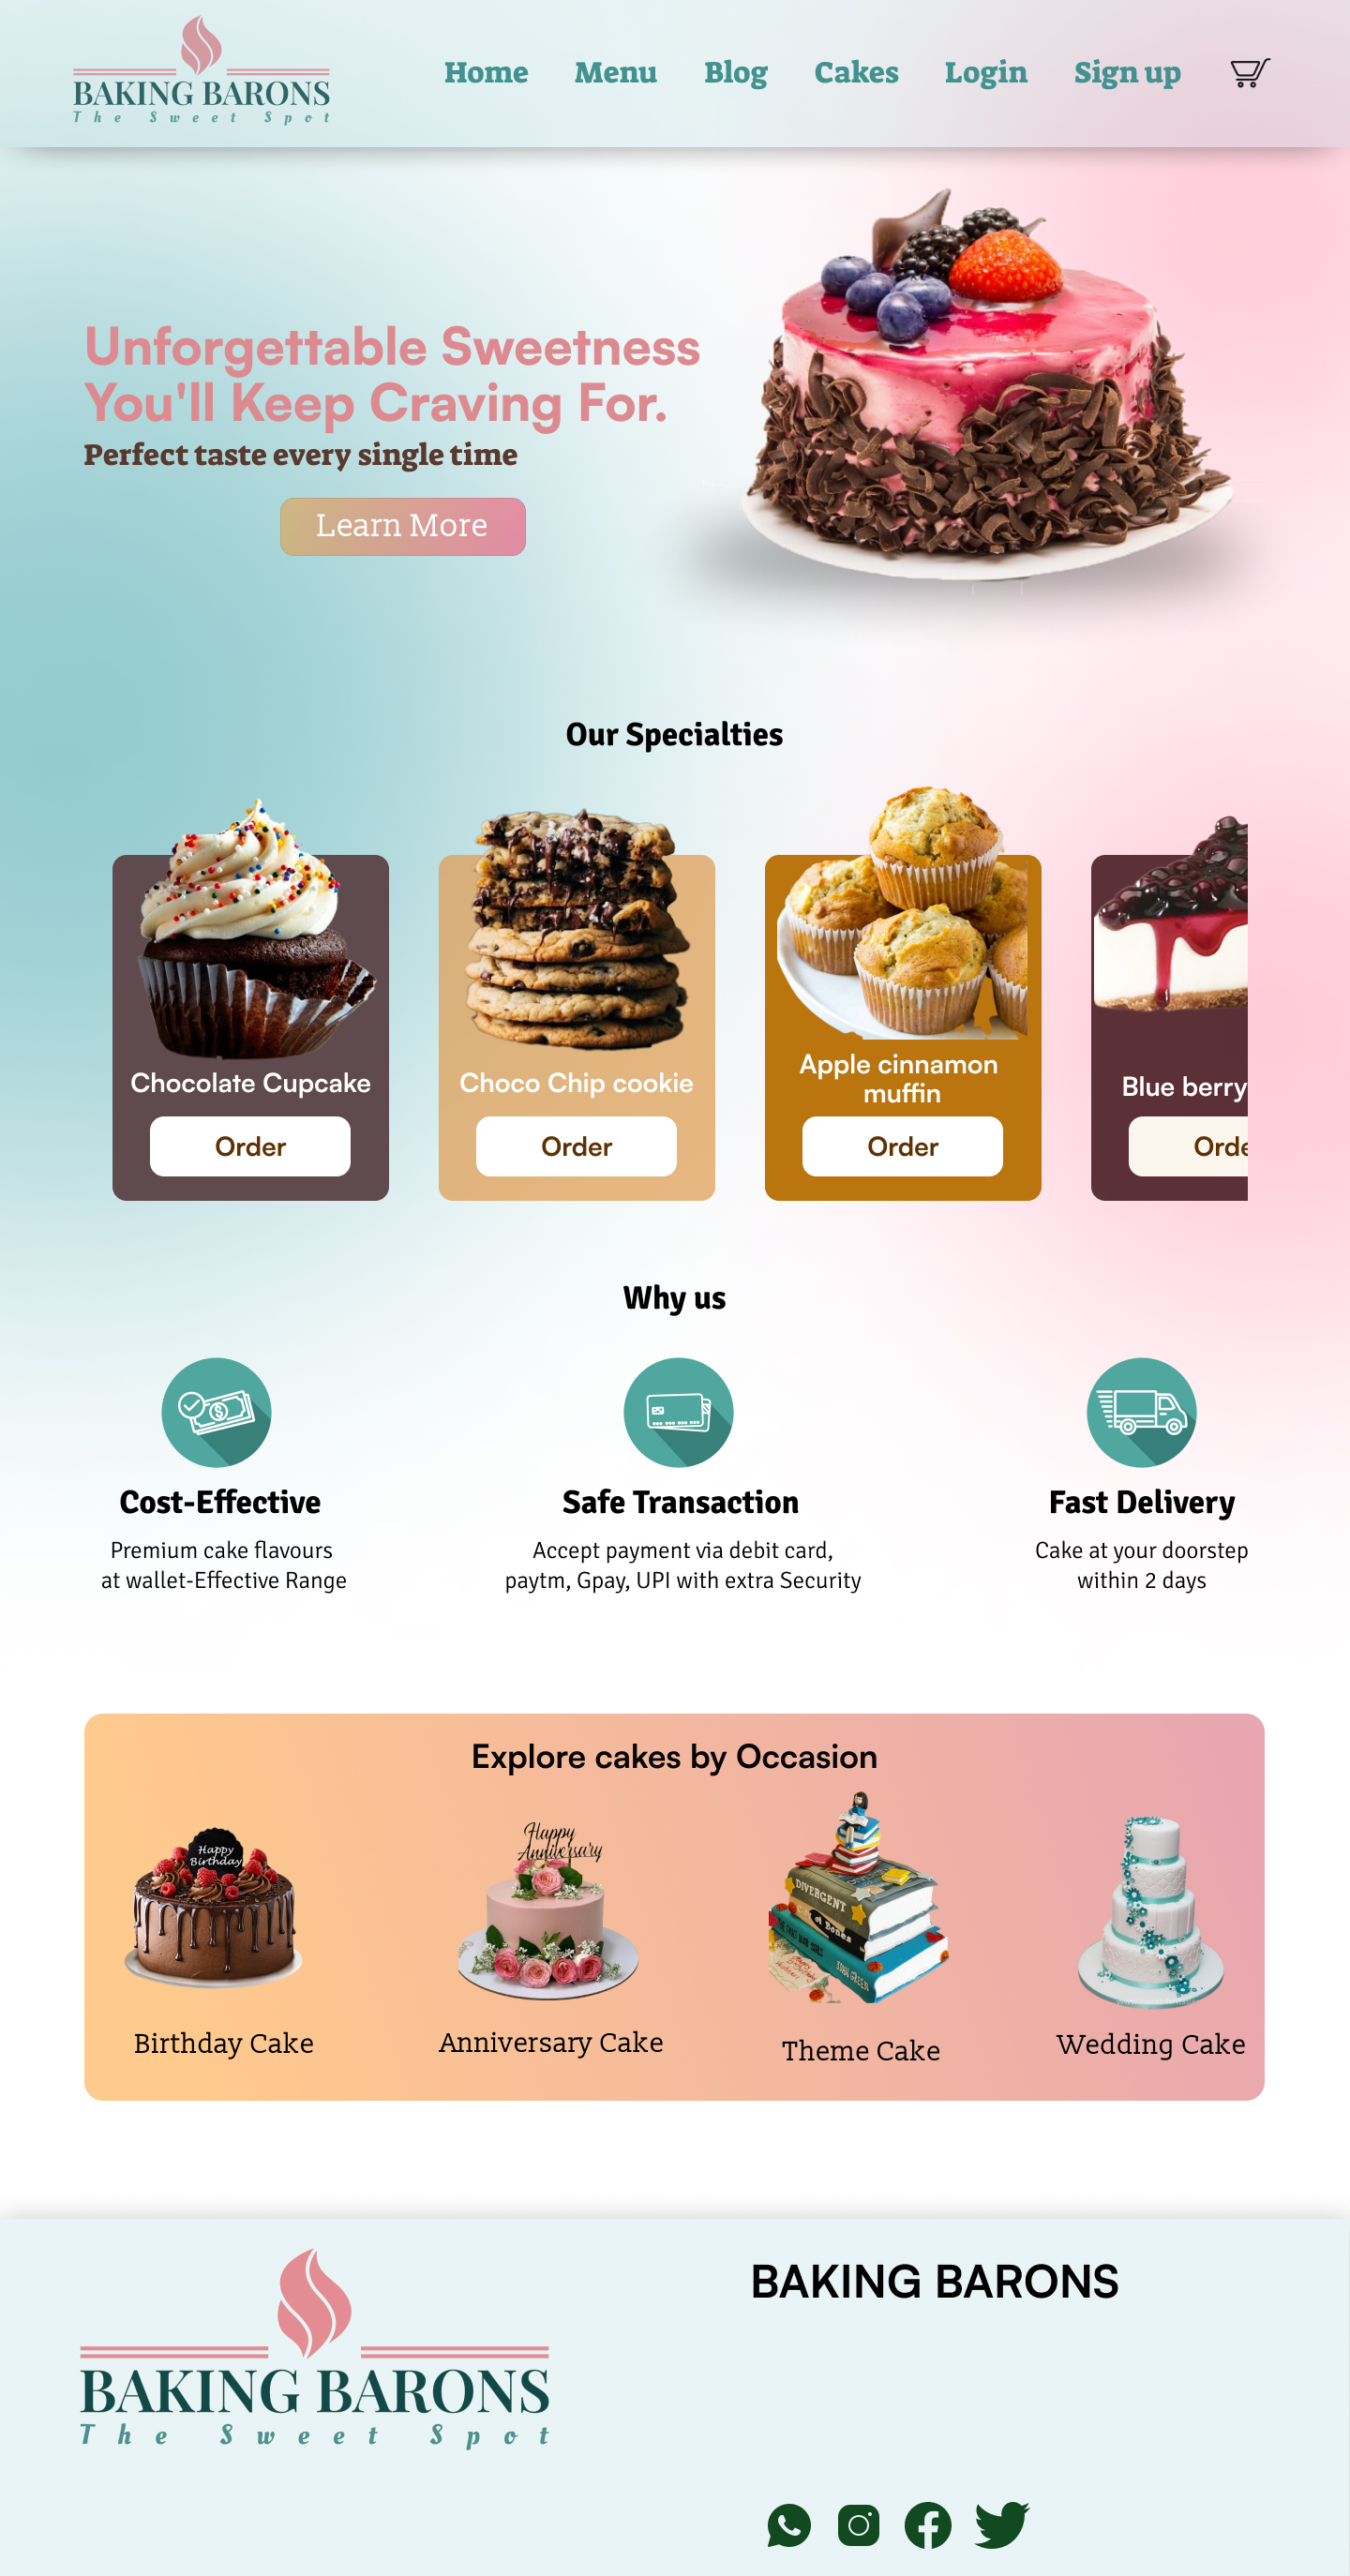 BAKING BARONS
The Sweet Spot
Home Menu Blog Cakes Login Sign up
Unforgettable Sweetness
You'll Keep Craving For.
Perfect taste every single time
Learn More
Our Specialties
Chocolate Cupcake
Order
Choco Chip cookie
Order
Apple cinnamon
muffin
Order
Blue berry
Why us
Cost-Effective
Premium cake flavours
at wallet-Effective Range
Safe Transaction
Accept payment via debit card,
paytm, Gpay, UPI with extra Security
Fast Delivery
Cake at your doorstep
within 2 days
Explore cakes by Occasion
Happy
Birthday
Birthday Cake
Happy
Anniversary
Anniversary Cake
DIVERGENT
of Bones
JOHN GREEN
Theme Cake
Wedding Cake
BAKING BARONS
The Sweet Spot
BAKING BARONS